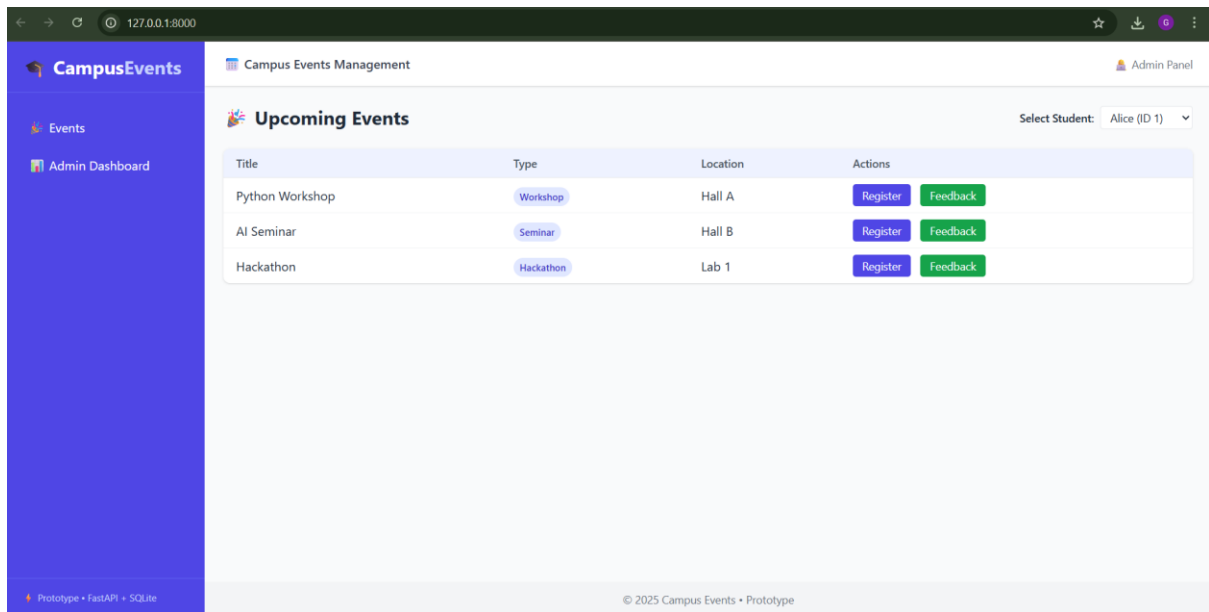 127.0.0.1:8000
G
CampusEvents
Campus Events Management
Admin Panel
Events
Admin Dashboard
Upcoming Events
Select Student: Alice (ID 1)
Title Type Location Actions
Python Workshop Workshop Hall A Register Feedback
AI Seminar Seminar Hall B Register Feedback
Hackathon Hackathon Lab 1 Register Feedback
Prototype • FastAPI + SQLite
© 2025 Campus Events • Prototype